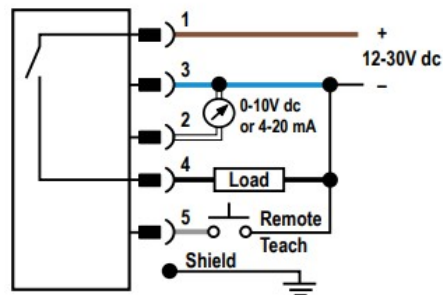 1
+
12-30V dc
3
–
0-10V dc
or 4-20 mA
2
4
Load
5
Remote
Teach
Shield